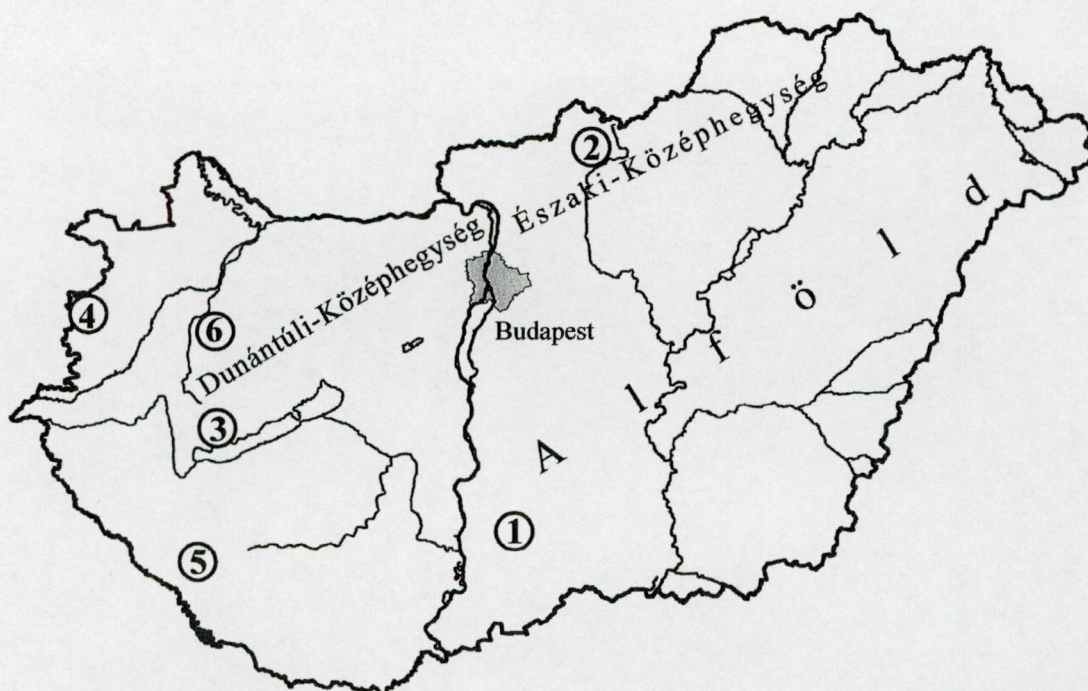 ②
Északi-Középhegység
Dunántúli-Középhegység
④
⑥
Budapest
③
Alföld
①
⑤